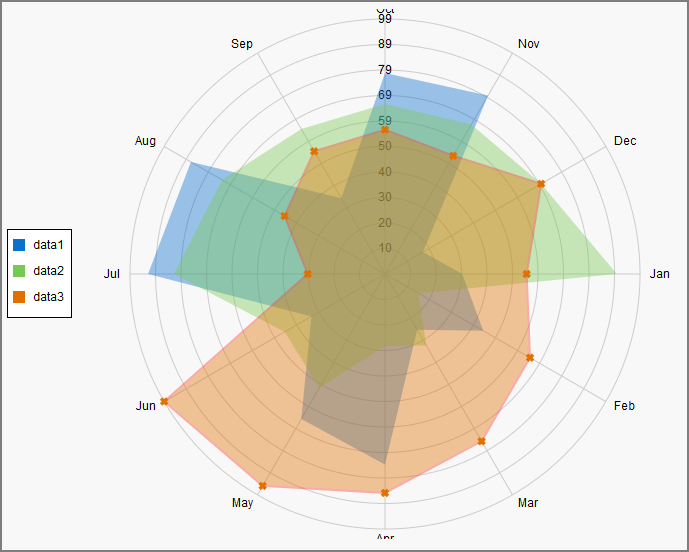 Oct
99
89
79
69
59
50
40
30
20
10
Nov
Dec
Jan
Feb
Mar
Apr
May
Jun
Jul
Aug
Sep
data1
data2
data3